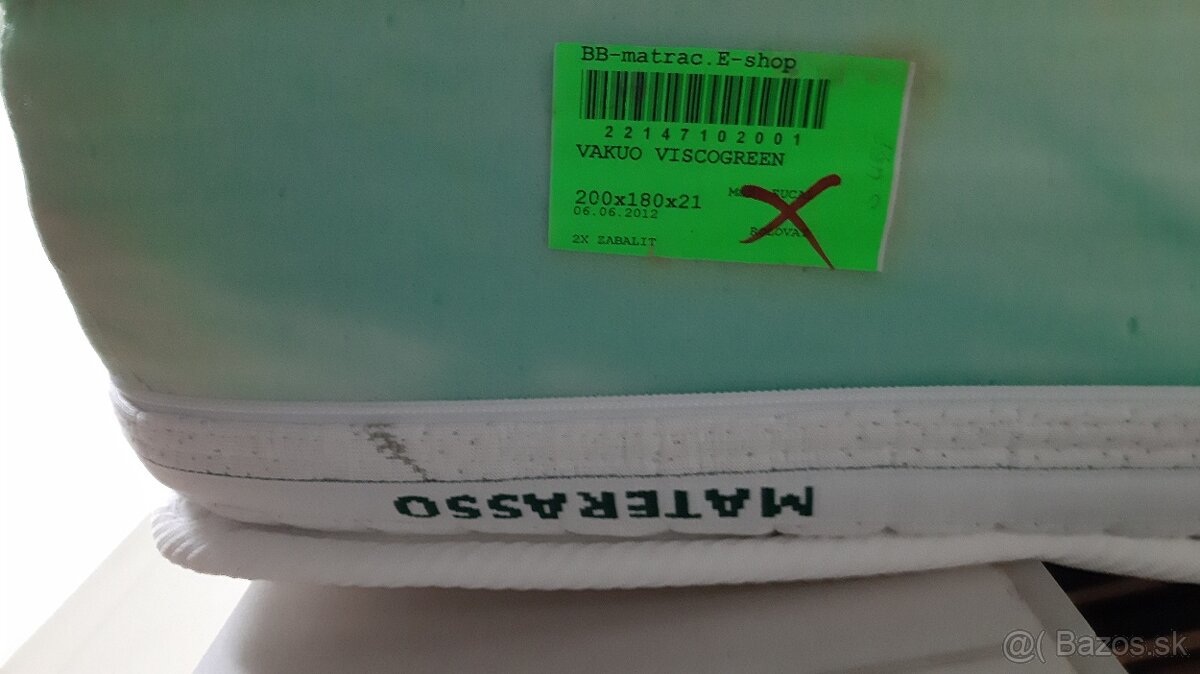 BB-matrac.E-shop
22147102001
VAKUO VISCOGREEN
200x180x21
06.06.2012
2X ZABALIT
MATERASSO
@( Bazos.sk